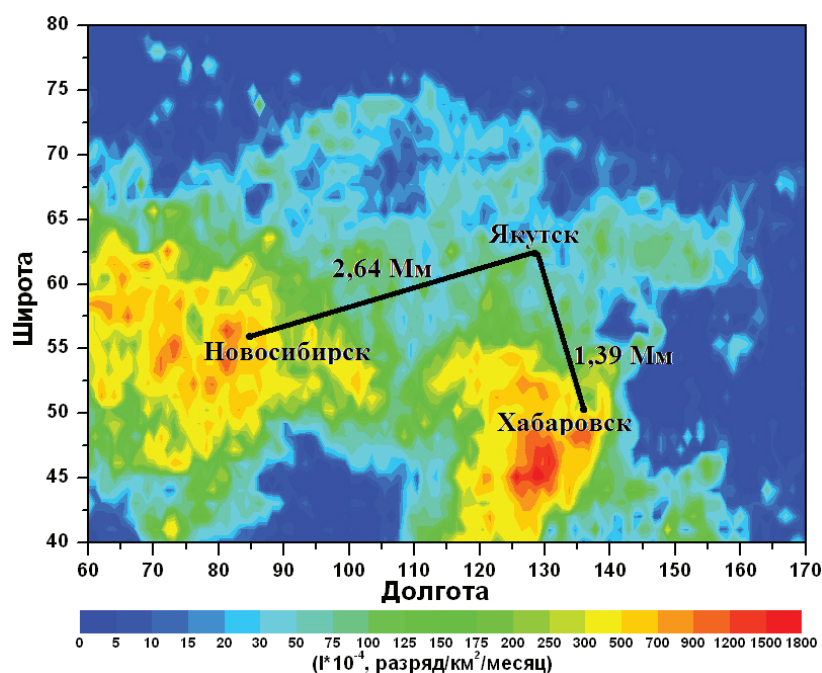 80
75
70
65
60
55
50
45
40
Широта
Якутск
2,64 Мм
Новосибирск
1,39 Мм
Хабаровск
60 70 80 90 100 110 120 130 140 150 160 170
Долгота
0 5 10 15 20 30 50 75 100 125 150 175 200 250 300 500 700 900 1200 1500 1800
(I*10⁻⁴, разряд/км²/месяц)